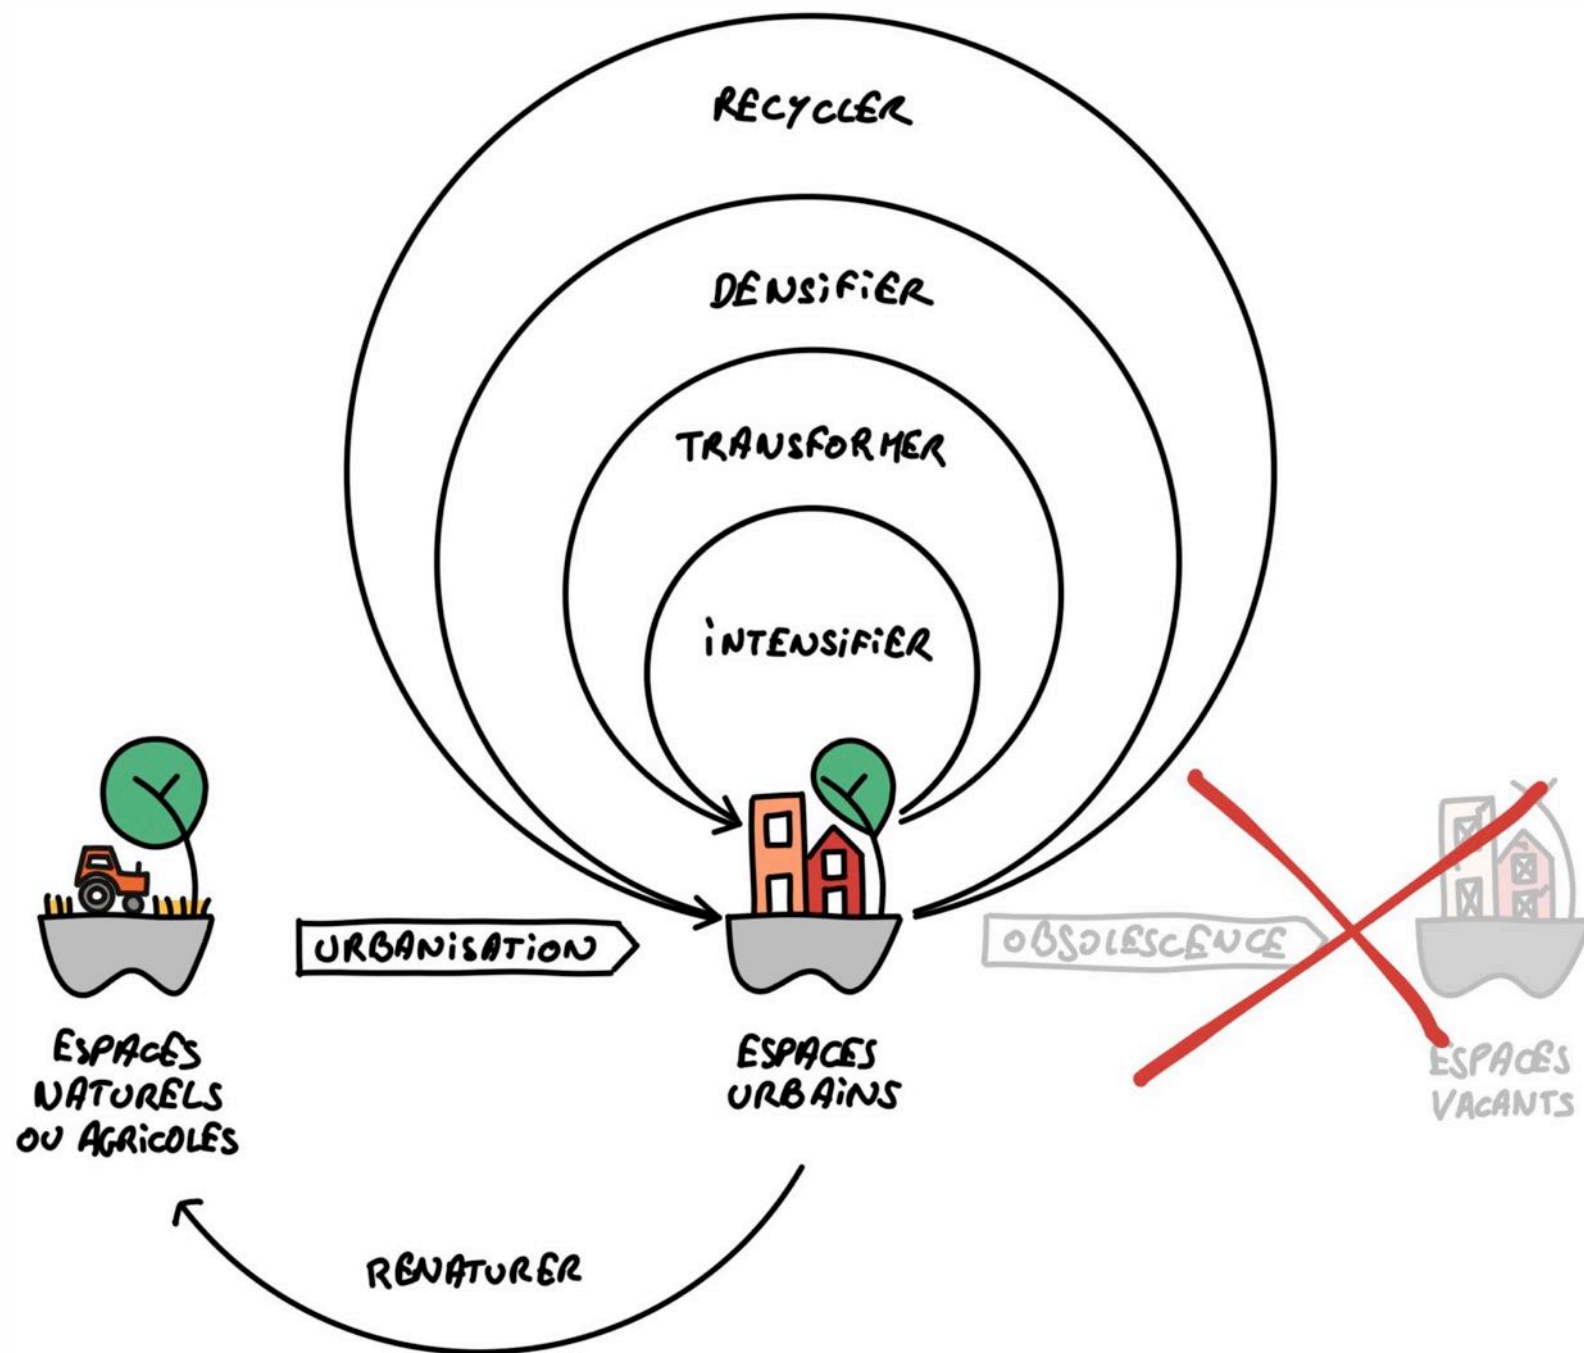 RECYCLER
DENSiFiER
TRANSFORMER
iNTENSiFiER
URBANiSATiON
OBSOLESCENCE
ESPACES
NATURELS
OU AGRiCOLES
ESPACES
URBAiNS
ESPACES
VACANTS
RENATURER